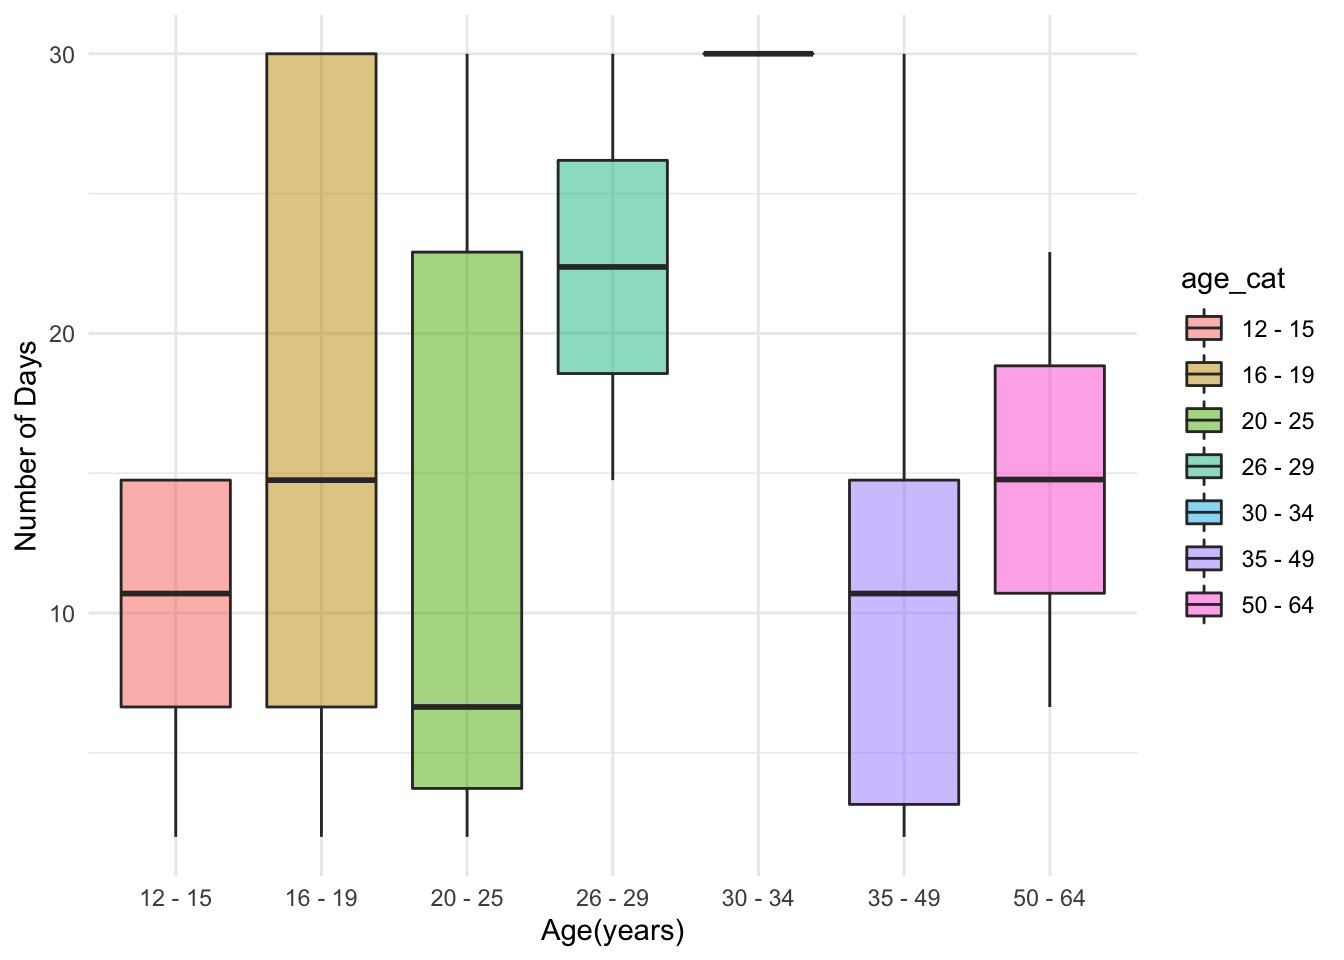 30
20
10
Number of Days
12 - 15
16 - 19
20 - 25
26 - 29
30 - 34
35 - 49
50 - 64
Age(years)
age_cat
12 - 15
16 - 19
20 - 25
26 - 29
30 - 34
35 - 49
50 - 64